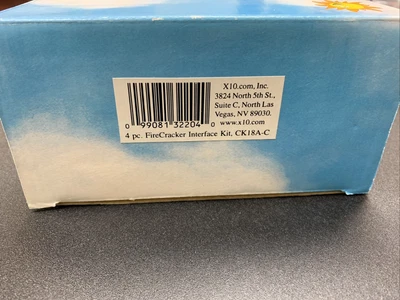 X10.com, Inc.
3824 North 5th St.,
Suite C, North Las
Vegas, NV 89030.
www.x10.com
0 99081 32204 0
4 pc. FireCracker Interface Kit, CK18A-C